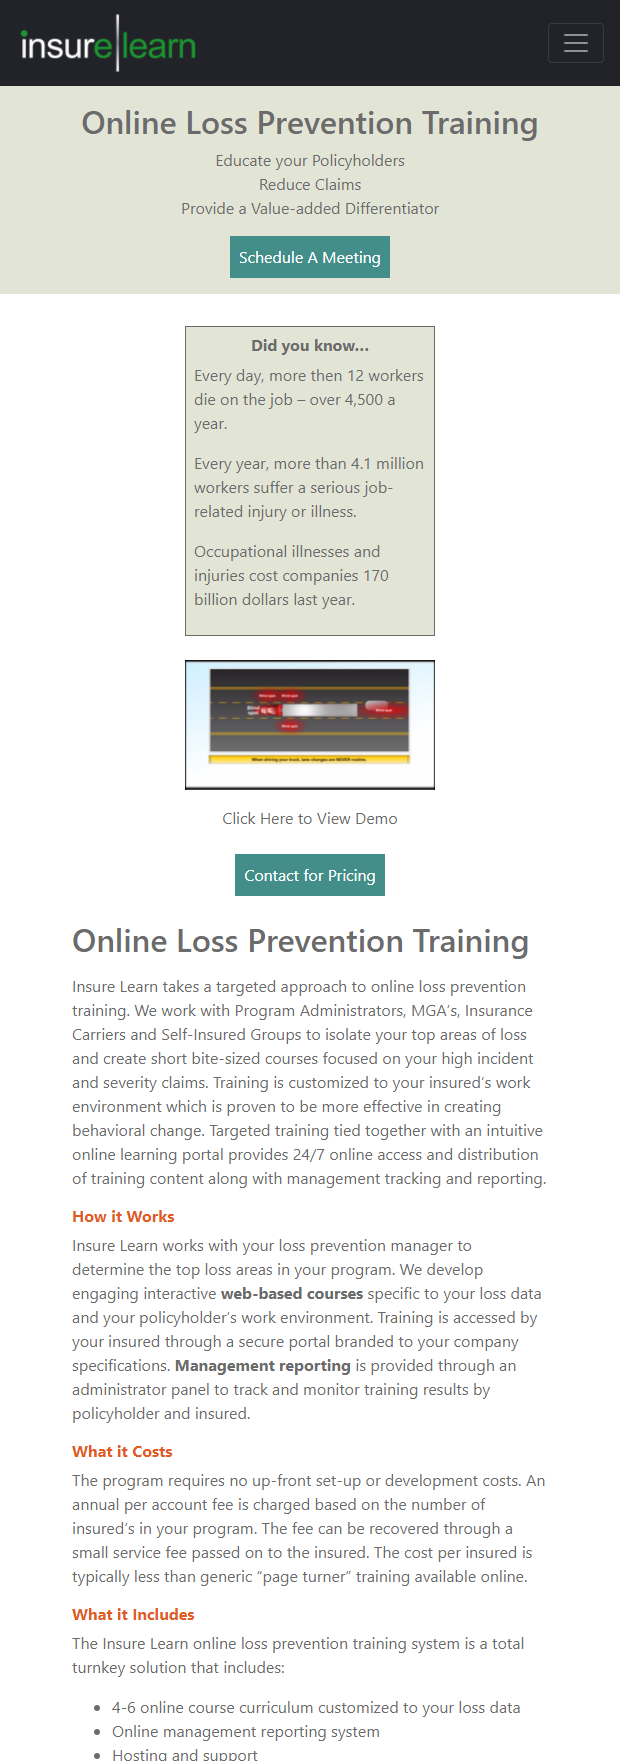 insure|learn
Online Loss Prevention Training
Educate your Policyholders
Reduce Claims
Provide a Value-added Differentiator
Schedule A Meeting
Did you know...
Every day, more then 12 workers
die on the job – over 4,500 a
year.
Every year, more than 4.1 million
workers suffer a serious job-
related injury or illness.
Occupational illnesses and
injuries cost companies 170
billion dollars last year.
Blind spot Blind spot
Blind spot
Blind spot
Blind spot
When driving your truck, lane changes are NEVER routine.
Click Here to View Demo
Contact for Pricing
Online Loss Prevention Training
Insure Learn takes a targeted approach to online loss prevention
training. We work with Program Administrators, MGA's, Insurance
Carriers and Self-Insured Groups to isolate your top areas of loss
and create short bite-sized courses focused on your high incident
and severity claims. Training is customized to your insured's work
environment which is proven to be more effective in creating
behavioral change. Targeted training tied together with an intuitive
online learning portal provides 24/7 online access and distribution
of training content along with management tracking and reporting.
How it Works
Insure Learn works with your loss prevention manager to
determine the top loss areas in your program. We develop
engaging interactive web-based courses specific to your loss data
and your policyholder's work environment. Training is accessed by
your insured through a secure portal branded to your company
specifications. Management reporting is provided through an
administrator panel to track and monitor training results by
policyholder and insured.
What it Costs
The program requires no up-front set-up or development costs. An
annual per account fee is charged based on the number of
insured's in your program. The fee can be recovered through a
small service fee passed on to the insured. The cost per insured is
typically less than generic “page turner” training available online.
What it Includes
The Insure Learn online loss prevention training system is a total
turnkey solution that includes:
• 4-6 online course curriculum customized to your loss data
• Online management reporting system
• Hosting and support